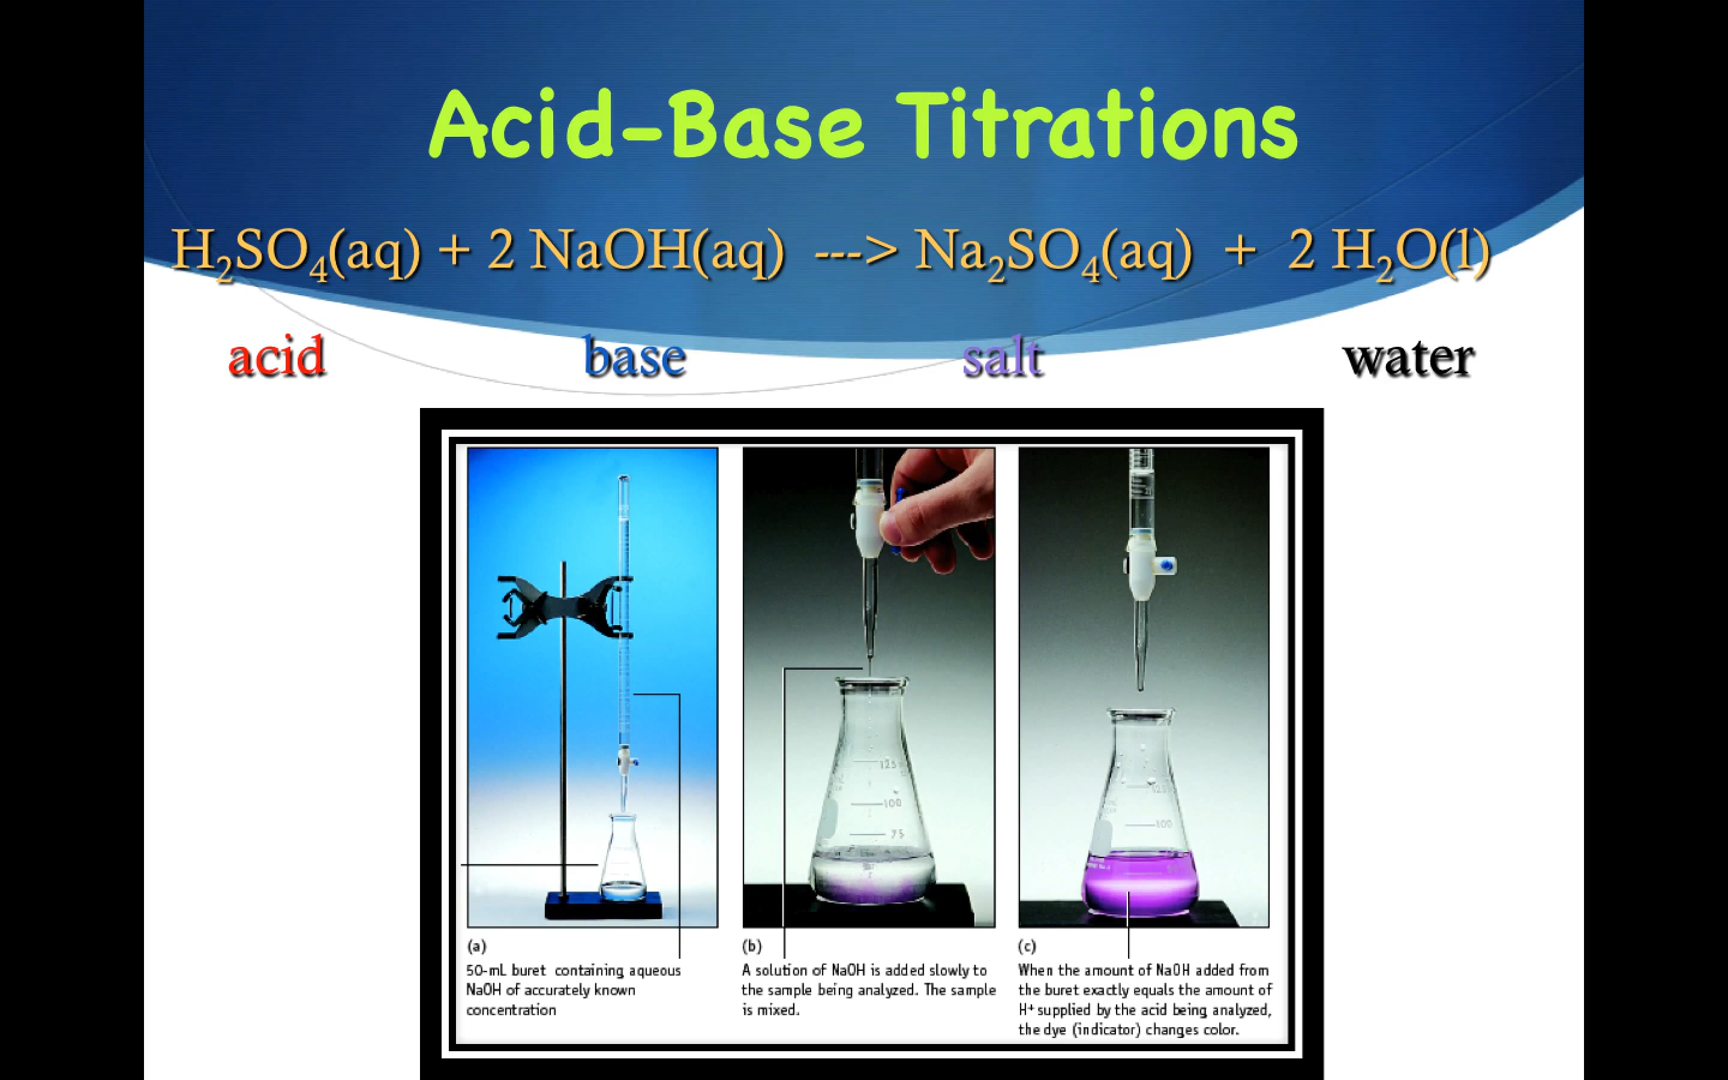 Acid-Base Titrations
H₂SO₄(aq) + 2 NaOH(aq) ---> Na₂SO₄(aq) + 2 H₂O(l)
acid base salt water
125
100
75
100
(a)
50-mL buret containing aqueous
NaOH of accurately known
concentration
(b)
A solution of NaOH is added slowly to
the sample being analyzed. The sample
is mixed.
(c)
When the amount of NaOH added from
the buret exactly equals the amount of
H⁺ supplied by the acid being analyzed,
the dye (indicator) changes color.